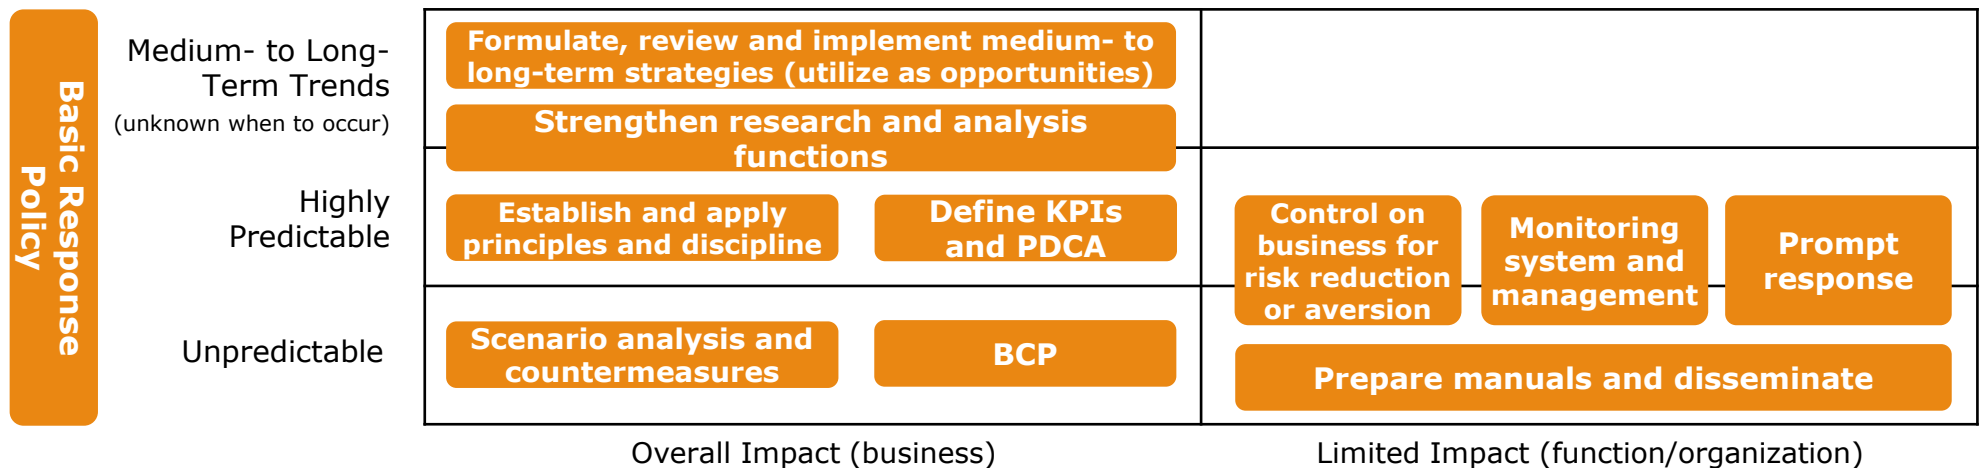 Basic Response
Policy
Medium- to Long-
Term Trends
(unknown when to occur)
Formulate, review and implement medium- to
long-term strategies (utilize as opportunities)
Strengthen research and analysis
functions
Highly
Predictable
Establish and apply
principles and discipline
Define KPIs
and PDCA
Control on
business for
risk reduction
or aversion
Monitoring
system and
management
Prompt
response
Unpredictable
Scenario analysis and
countermeasures
BCP
Prepare manuals and disseminate
Overall Impact (business)
Limited Impact (function/organization)